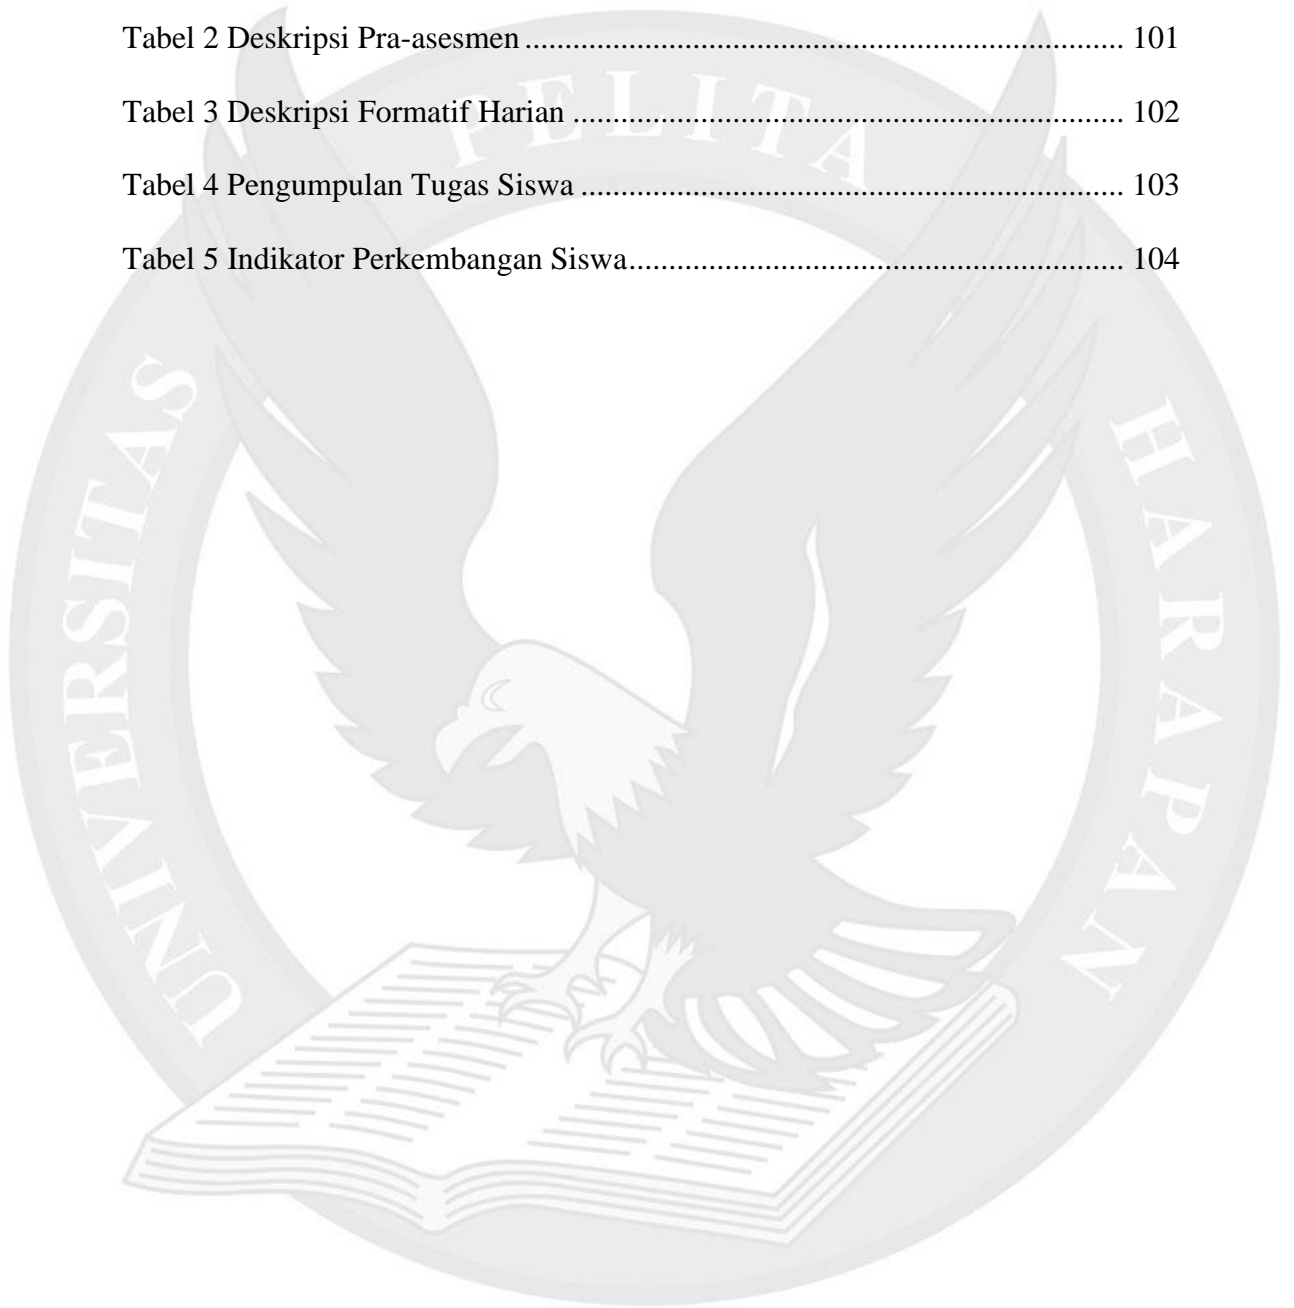 Tabel 2 Deskripsi Pra-asesmen ........................................................................... 101
Tabel 3 Deskripsi Formatif Harian ..................................................................... 102
Tabel 4 Pengumpulan Tugas Siswa .................................................................... 103
Tabel 5 Indikator Perkembangan Siswa.............................................................. 104
UNIVERSITAS PELITA HARAPAN